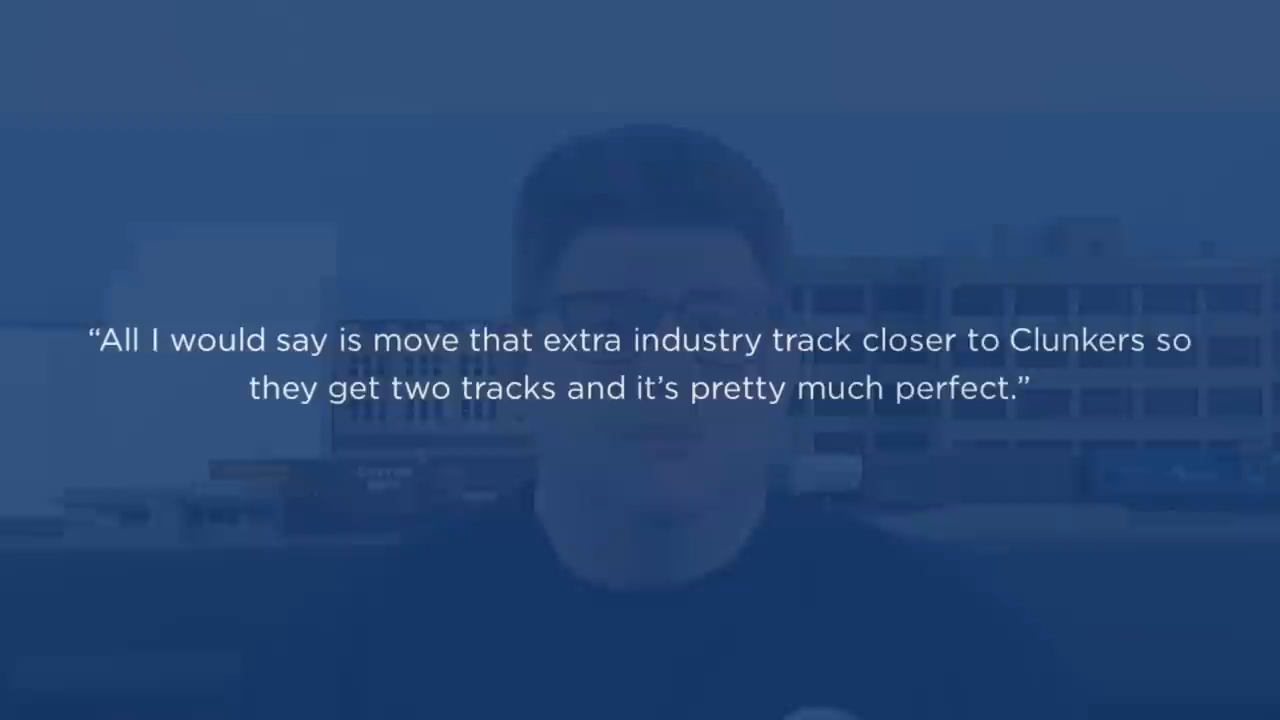 “All I would say is move that extra industry track closer to Clunkers so
they get two tracks and it’s pretty much perfect.”